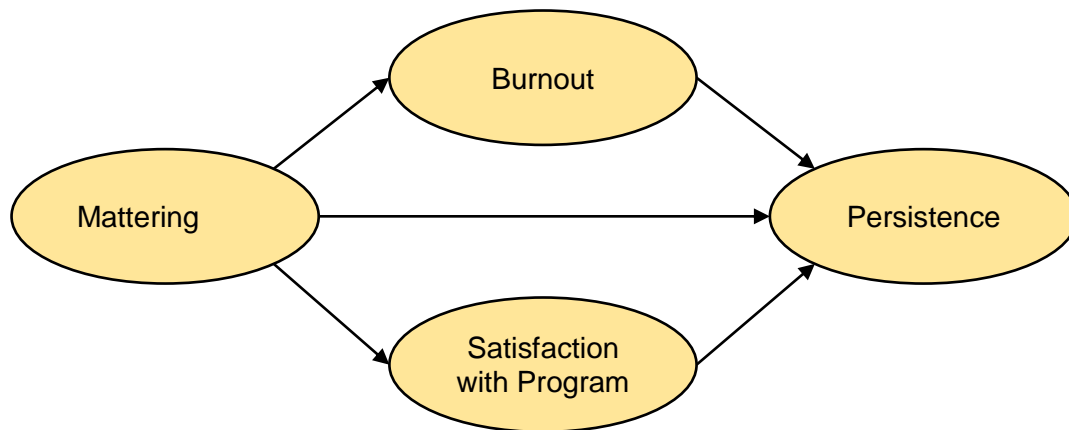 Burnout
Mattering
Persistence
Satisfaction
with Program